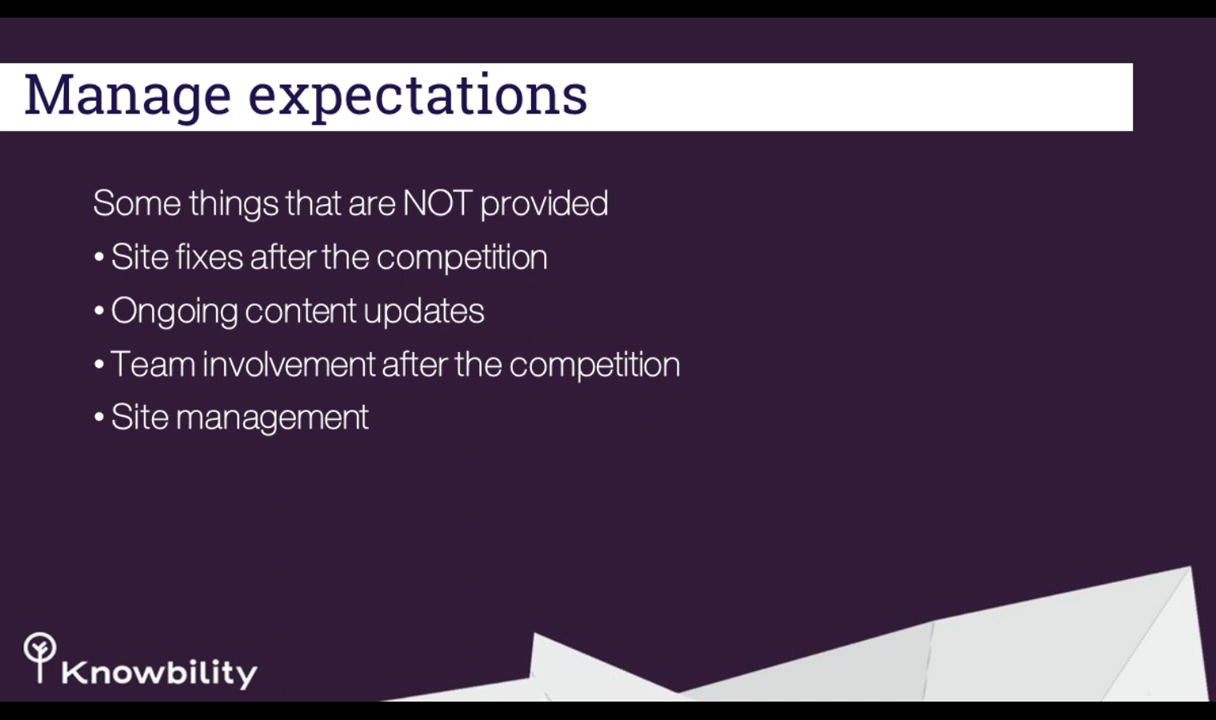 Manage expectations
Some things that are NOT provided
• Site fixes after the competition
• Ongoing content updates
• Team involvement after the competition
• Site management
Knowbility